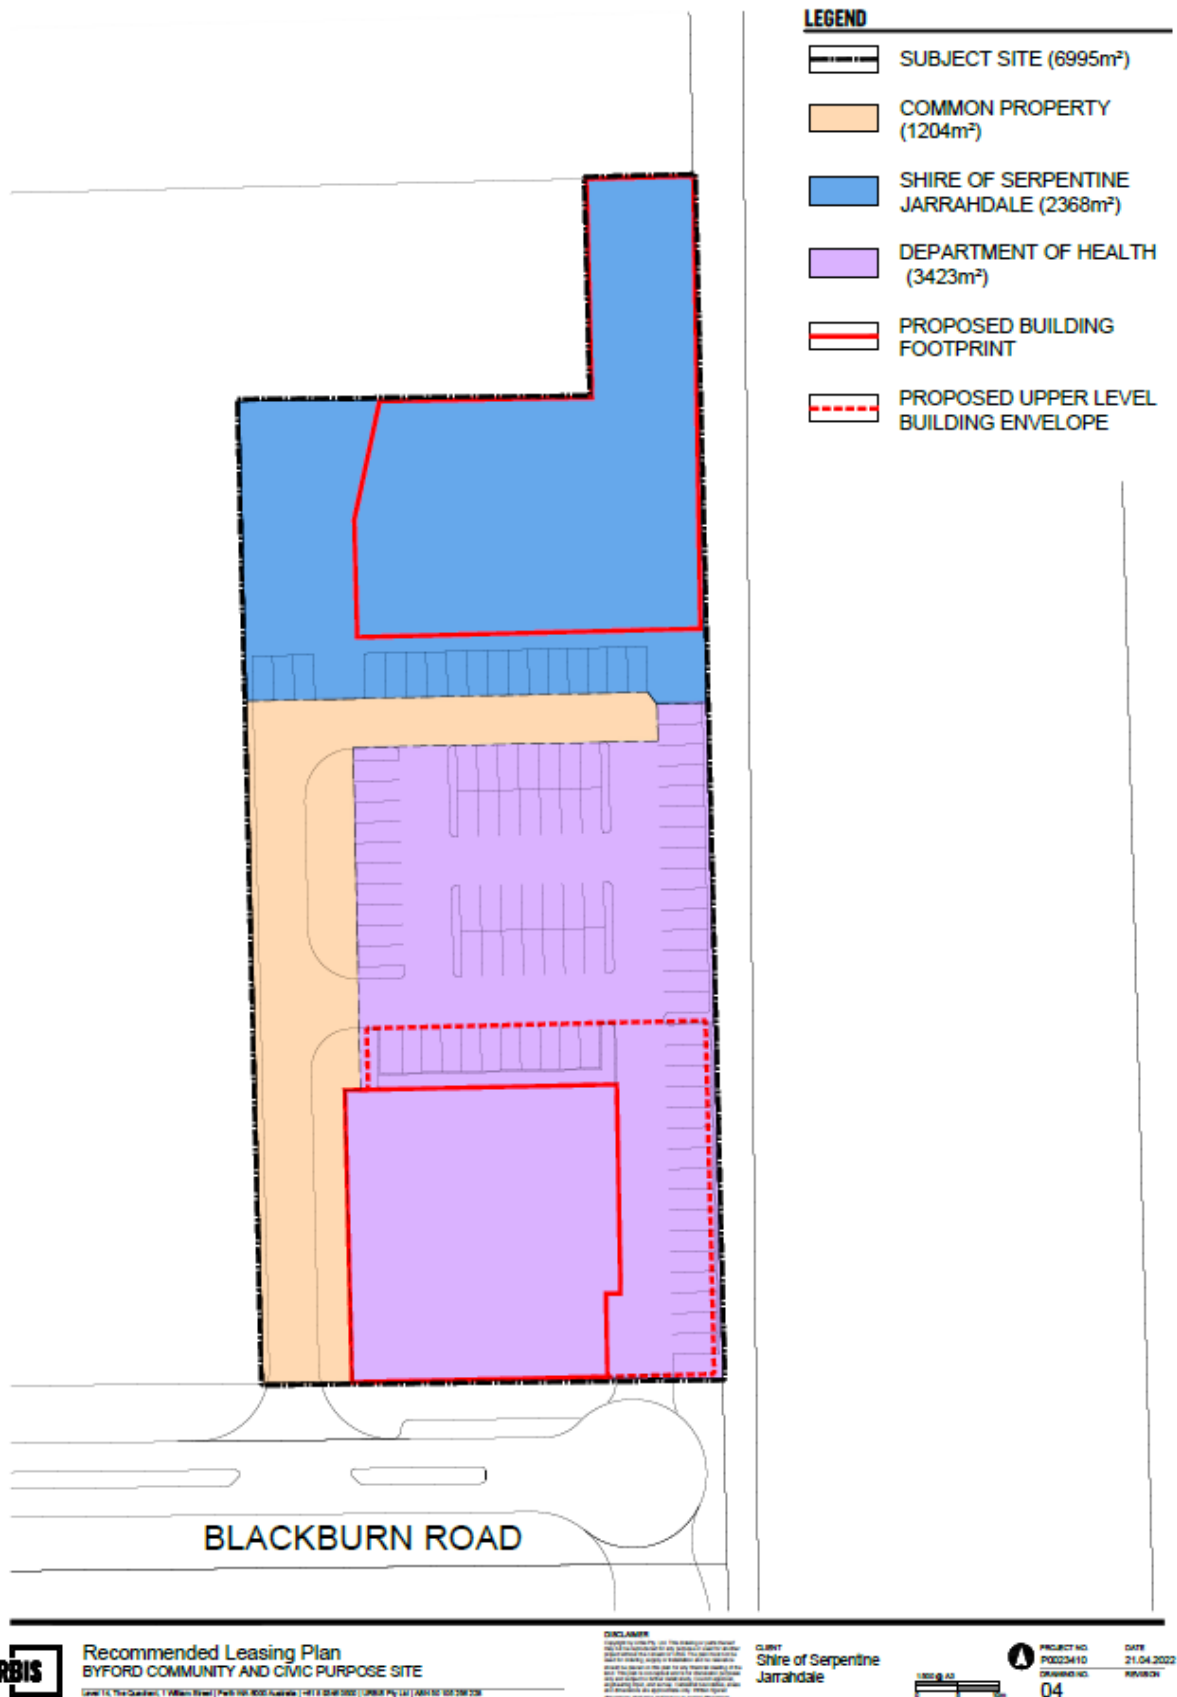 LEGEND
SUBJECT SITE (6995m²)
COMMON PROPERTY
(1204m²)
SHIRE OF SERPENTINE
JARRAHDALE (2368m²)
DEPARTMENT OF HEALTH
(3423m²)
PROPOSED BUILDING
FOOTPRINT
PROPOSED UPPER LEVEL
BUILDING ENVELOPE
BLACKBURN ROAD
RBIS
Recommended Leasing Plan
BYFORD COMMUNITY AND CIVIC PURPOSE SITE
DISCLAIMER
CLIENT
Shire of Serpentine
Jarrahdale
PROJECT NO.
P0023410
DATE
21.04.2022
DRAWING NO.
04
REVISION